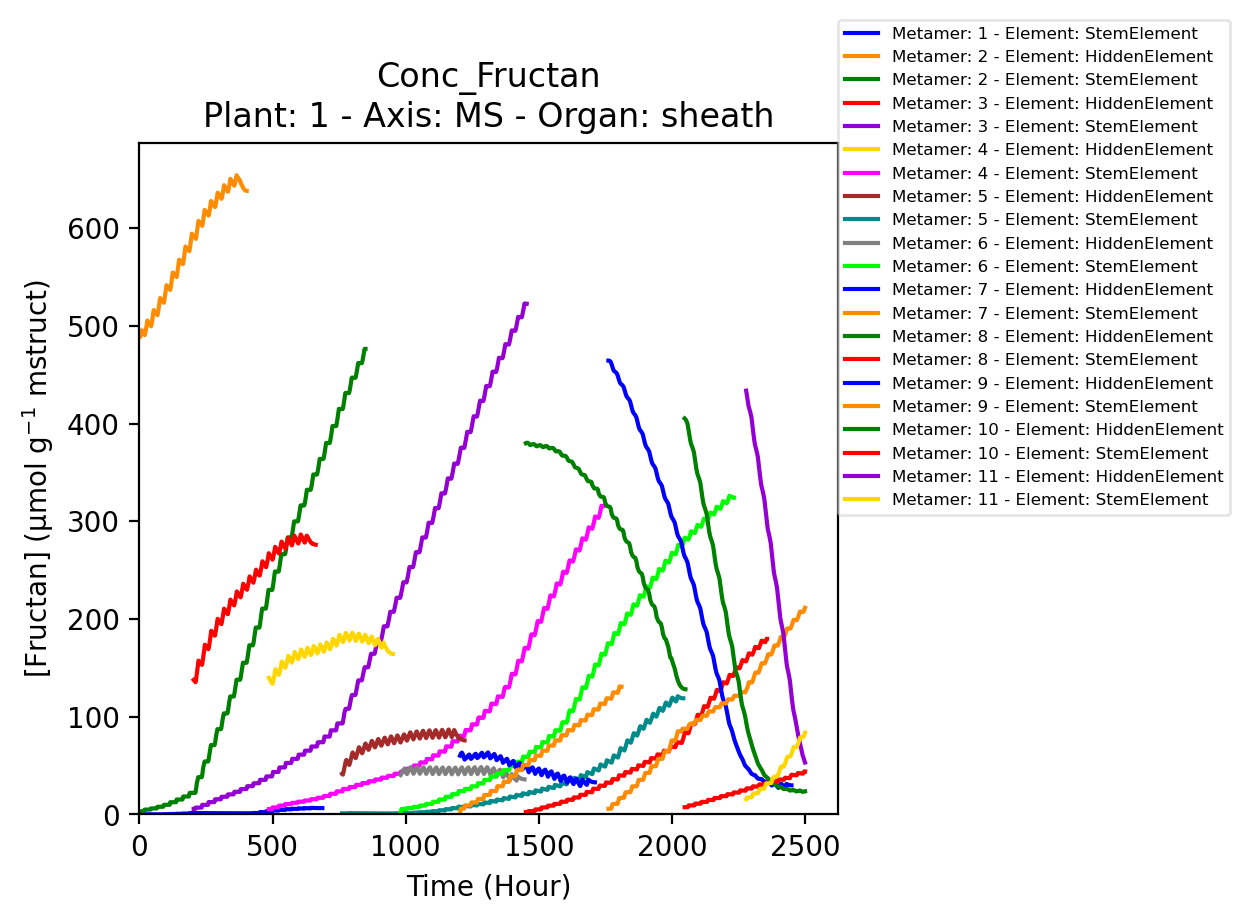 Conc_Fructan
Plant: 1 - Axis: MS - Organ: sheath
[Fructan] (µmol g⁻¹ mstruct)
600
500
400
300
200
100
0
0 500 1000 1500 2000 2500
Time (Hour)
Metamer: 1 - Element: StemElement
Metamer: 2 - Element: HiddenElement
Metamer: 2 - Element: StemElement
Metamer: 3 - Element: HiddenElement
Metamer: 3 - Element: StemElement
Metamer: 4 - Element: HiddenElement
Metamer: 4 - Element: StemElement
Metamer: 5 - Element: HiddenElement
Metamer: 5 - Element: StemElement
Metamer: 6 - Element: HiddenElement
Metamer: 6 - Element: StemElement
Metamer: 7 - Element: HiddenElement
Metamer: 7 - Element: StemElement
Metamer: 8 - Element: HiddenElement
Metamer: 8 - Element: StemElement
Metamer: 9 - Element: HiddenElement
Metamer: 9 - Element: StemElement
Metamer: 10 - Element: HiddenElement
Metamer: 10 - Element: StemElement
Metamer: 11 - Element: HiddenElement
Metamer: 11 - Element: StemElement